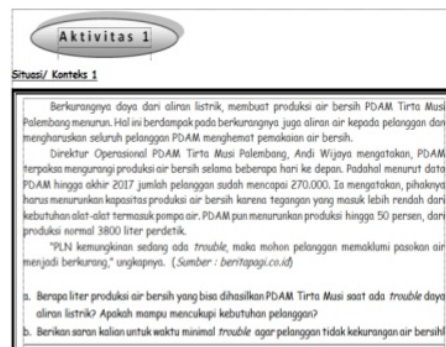 Aktivitas 1
Situasi/ Konteks 1
Berkurangnya daya dari aliran listrik, membuat produksi air bersih PDAM Tirta Musi
Palembang menurun. Hal ini berdampak pada berkurangnya juga aliran air kepada pelanggan dan
mengharuskan seluruh pelanggan PDAM menghemat pemakaian air bersih.
Direktur Operasional PDAM Tirta Musi Palembang, Andi Wijaya mengatakan, PDAM
terpaksa mengurangi produksi air bersih selama beberapa hari ke depan. Padahal menurut data
PDAM hingga akhir 2017 jumlah pelanggan sudah mencapai 270.000. Ia mengatakan, pihaknya
harus menurunkan kapasitas produksi air bersih karena tegangan yang masuk lebih rendah dari
kebutuhan alat-alat termasuk pompa air. PDAM pun menurunkan produksi hingga 50 persen, dari
produksi normal 3800 liter perdetik.
"PLN kemungkinan sedang ada trouble, maka mohon pelanggan memaklumi pasokan air
menjadi berkurang," ungkapnya. (Sumber : beritapagi.co.id)
a. Berapa liter produksi air bersih yang bisa dihasilkan PDAM Tirta Musi saat ada trouble daya
aliran listrik? Apakah mampu mencukupi kebutuhan pelanggan?
b. Berikan saran kalian untuk waktu minimal trouble agar pelanggan tidak kekurangan air bersih!